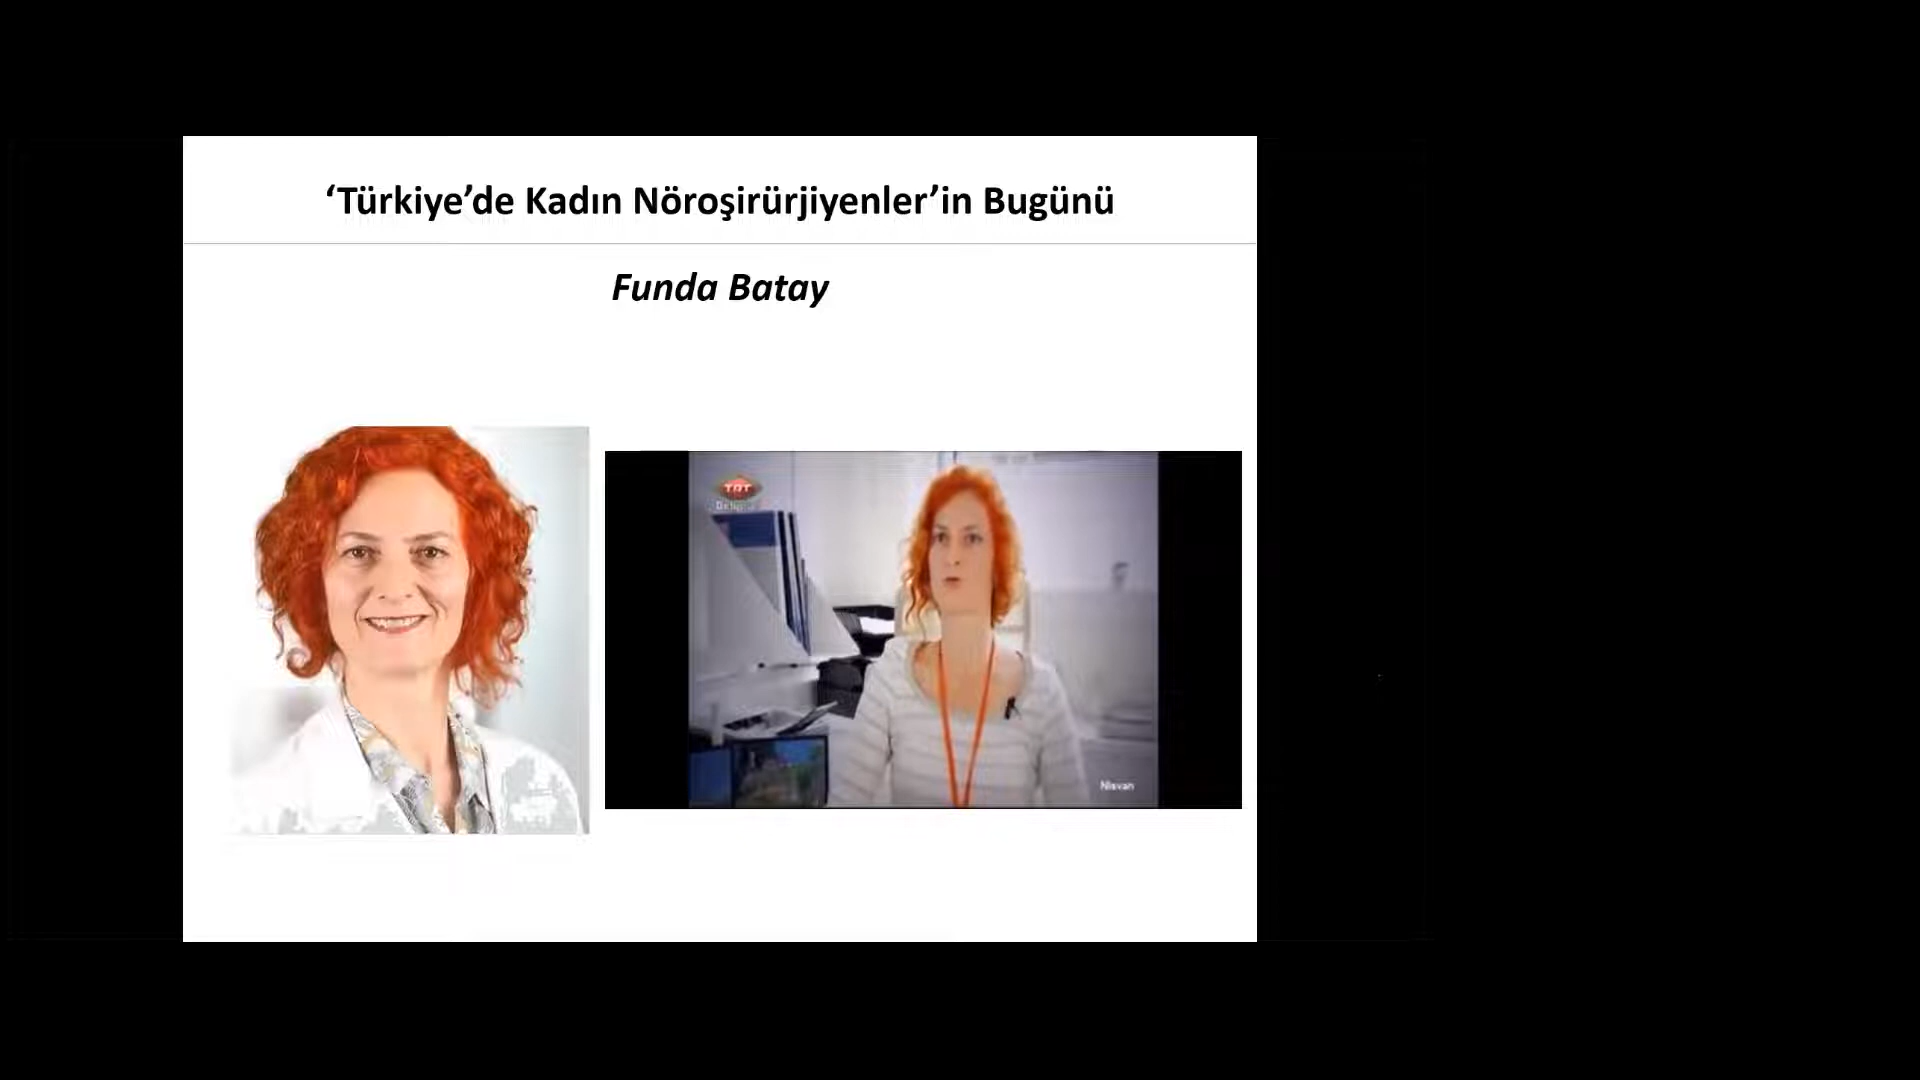 ‘Türkiye’de Kadın Nöroşirürjiyenler’in Bugünü
Funda Batay
TRT
Nisvan